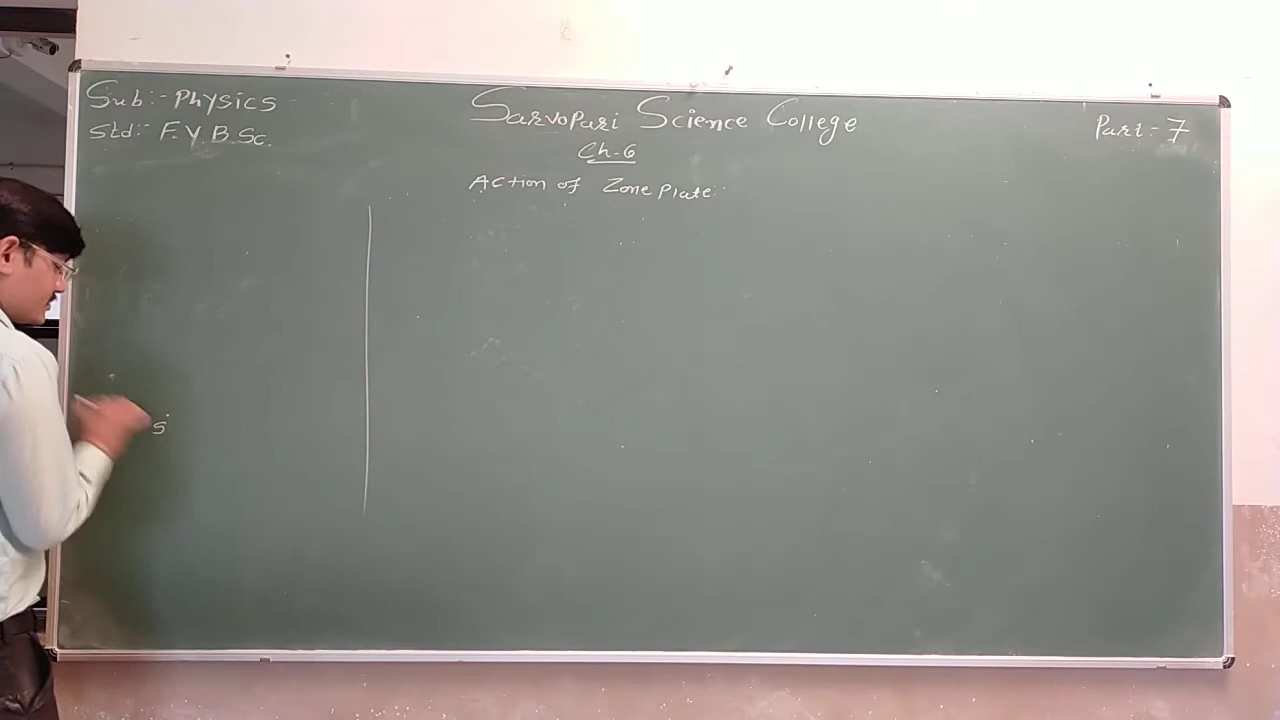 Sub:- Physics
Std:- F.Y.B.Sc.
Sarvopari Science College
Part-7
Ch-6
Action of Zone Plate:-
S